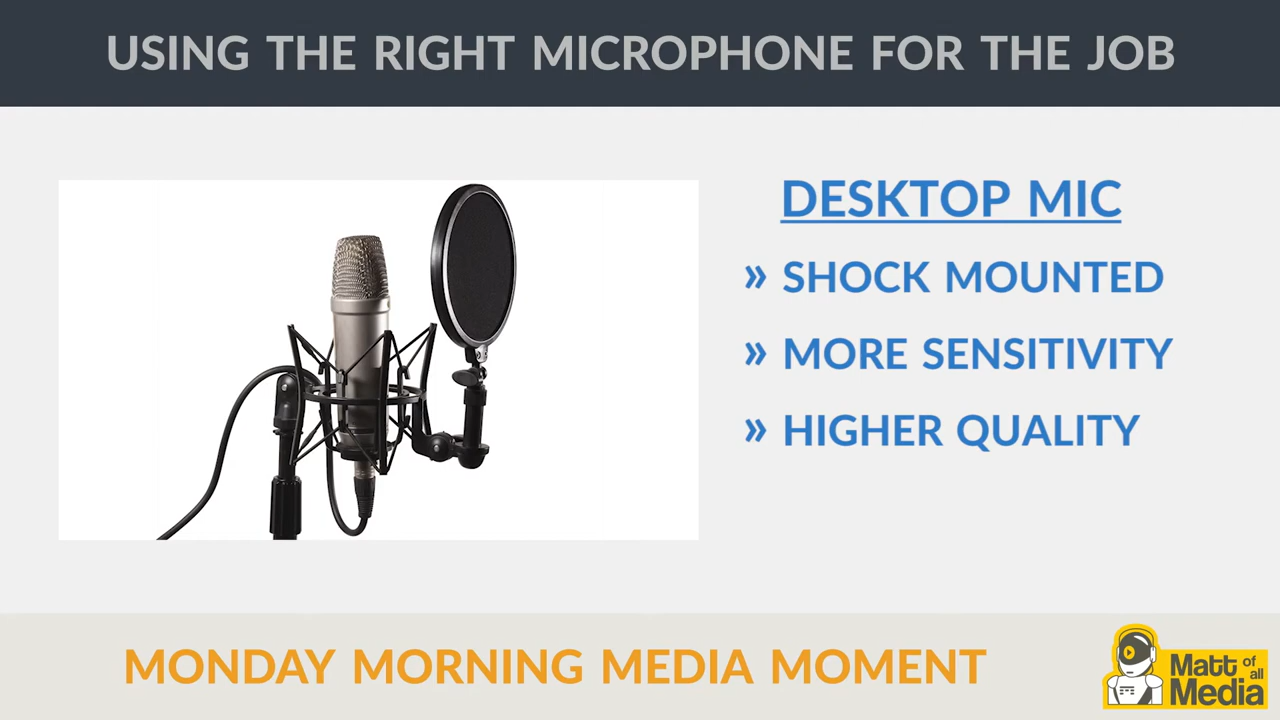 USING THE RIGHT MICROPHONE FOR THE JOB
DESKTOP MIC
» SHOCK MOUNTED
» MORE SENSITIVITY
» HIGHER QUALITY
MONDAY MORNING MEDIA MOMENT
Matt of all
Media